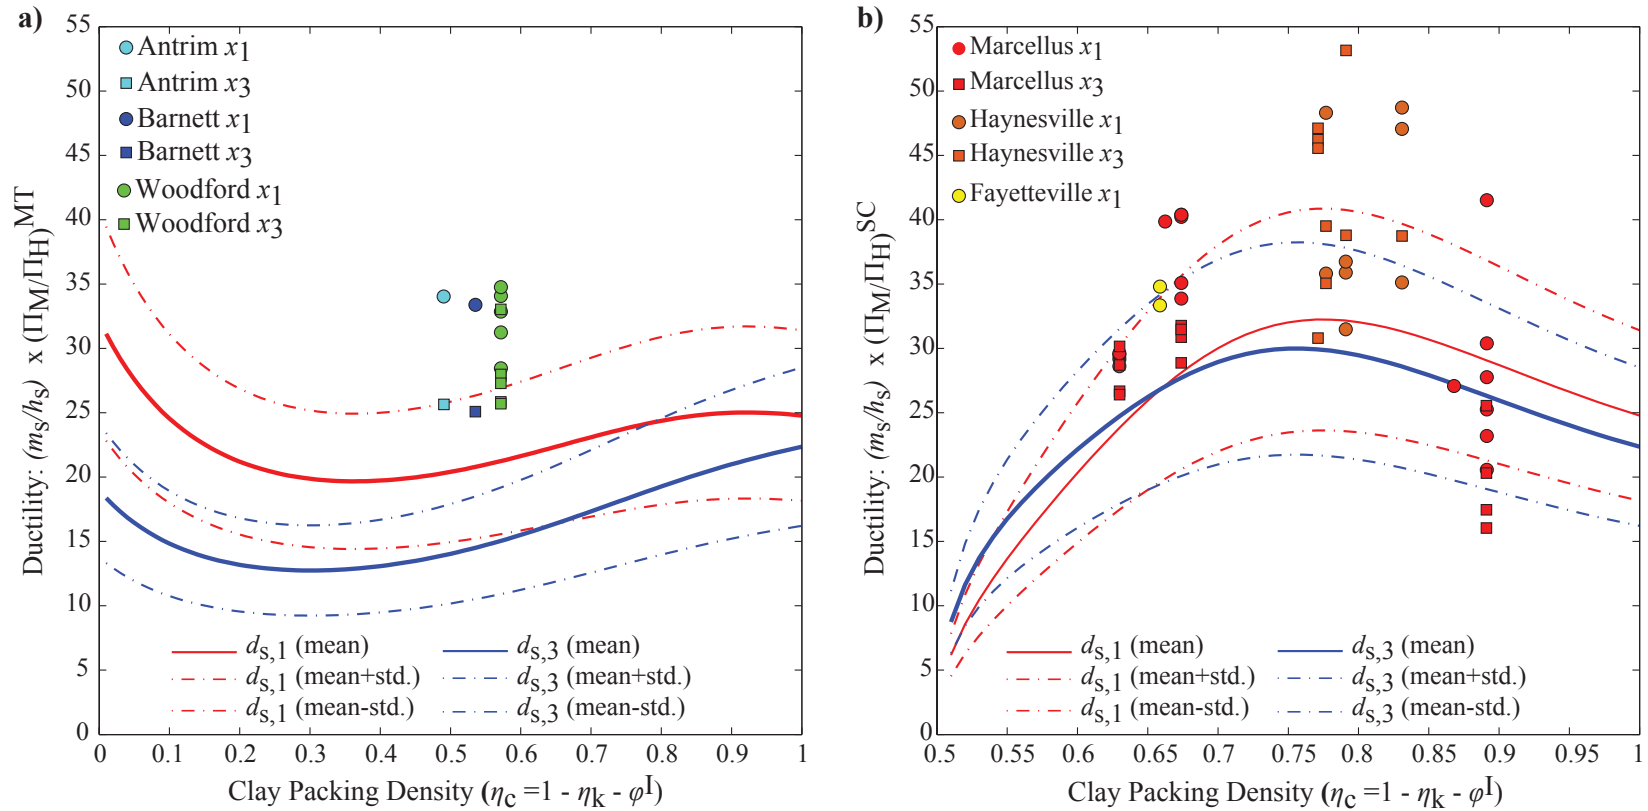 a)
55
50
45
40
35
30
25
20
15
10
5
0
Ductility: (ms/hs) x (ΠM/ΠH)MT
Antrim x1
Antrim x3
Barnett x1
Barnett x3
Woodford x1
Woodford x3
ds,1 (mean)
ds,1 (mean+std.)
ds,1 (mean-std.)
ds,3 (mean)
ds,3 (mean+std.)
ds,3 (mean-std.)
0 0.1 0.2 0.3 0.4 0.5 0.6 0.7 0.8 0.9 1
Clay Packing Density (ηc =1 - ηk - φI)
b)
55
50
45
40
35
30
25
20
15
10
5
0
Ductility: (ms/hs) x (ΠM/ΠH)SC
Marcellus x1
Marcellus x3
Haynesville x1
Haynesville x3
Fayetteville x1
ds,1 (mean)
ds,1 (mean+std.)
ds,1 (mean-std.)
ds,3 (mean)
ds,3 (mean+std.)
ds,3 (mean-std.)
0.5 0.55 0.6 0.65 0.7 0.75 0.8 0.85 0.9 0.95 1
Clay Packing Density (ηc =1 - ηk - φI)